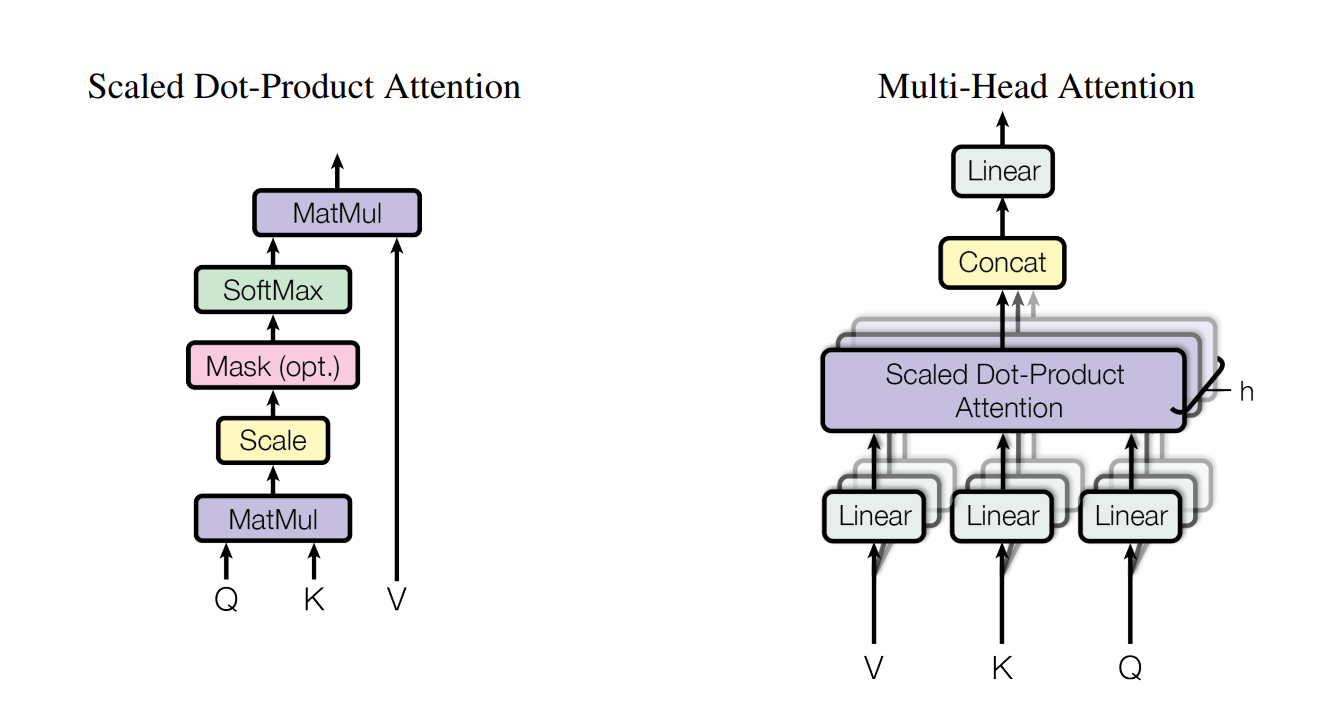 Scaled Dot-Product Attention
MatMul
SoftMax
Mask (opt.)
Scale
MatMul
Q K V
Multi-Head Attention
Linear
Concat
Scaled Dot-Product
Attention
h
Linear Linear Linear
V K Q